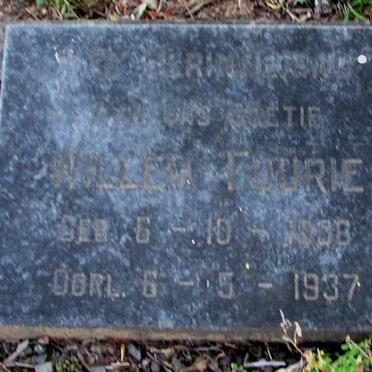 HERINNERING
AAN ONS BOETIE
WILLEM FOURIE
GEB. 6 - 10 - 1936
OORL. 6 - 5 - 1937